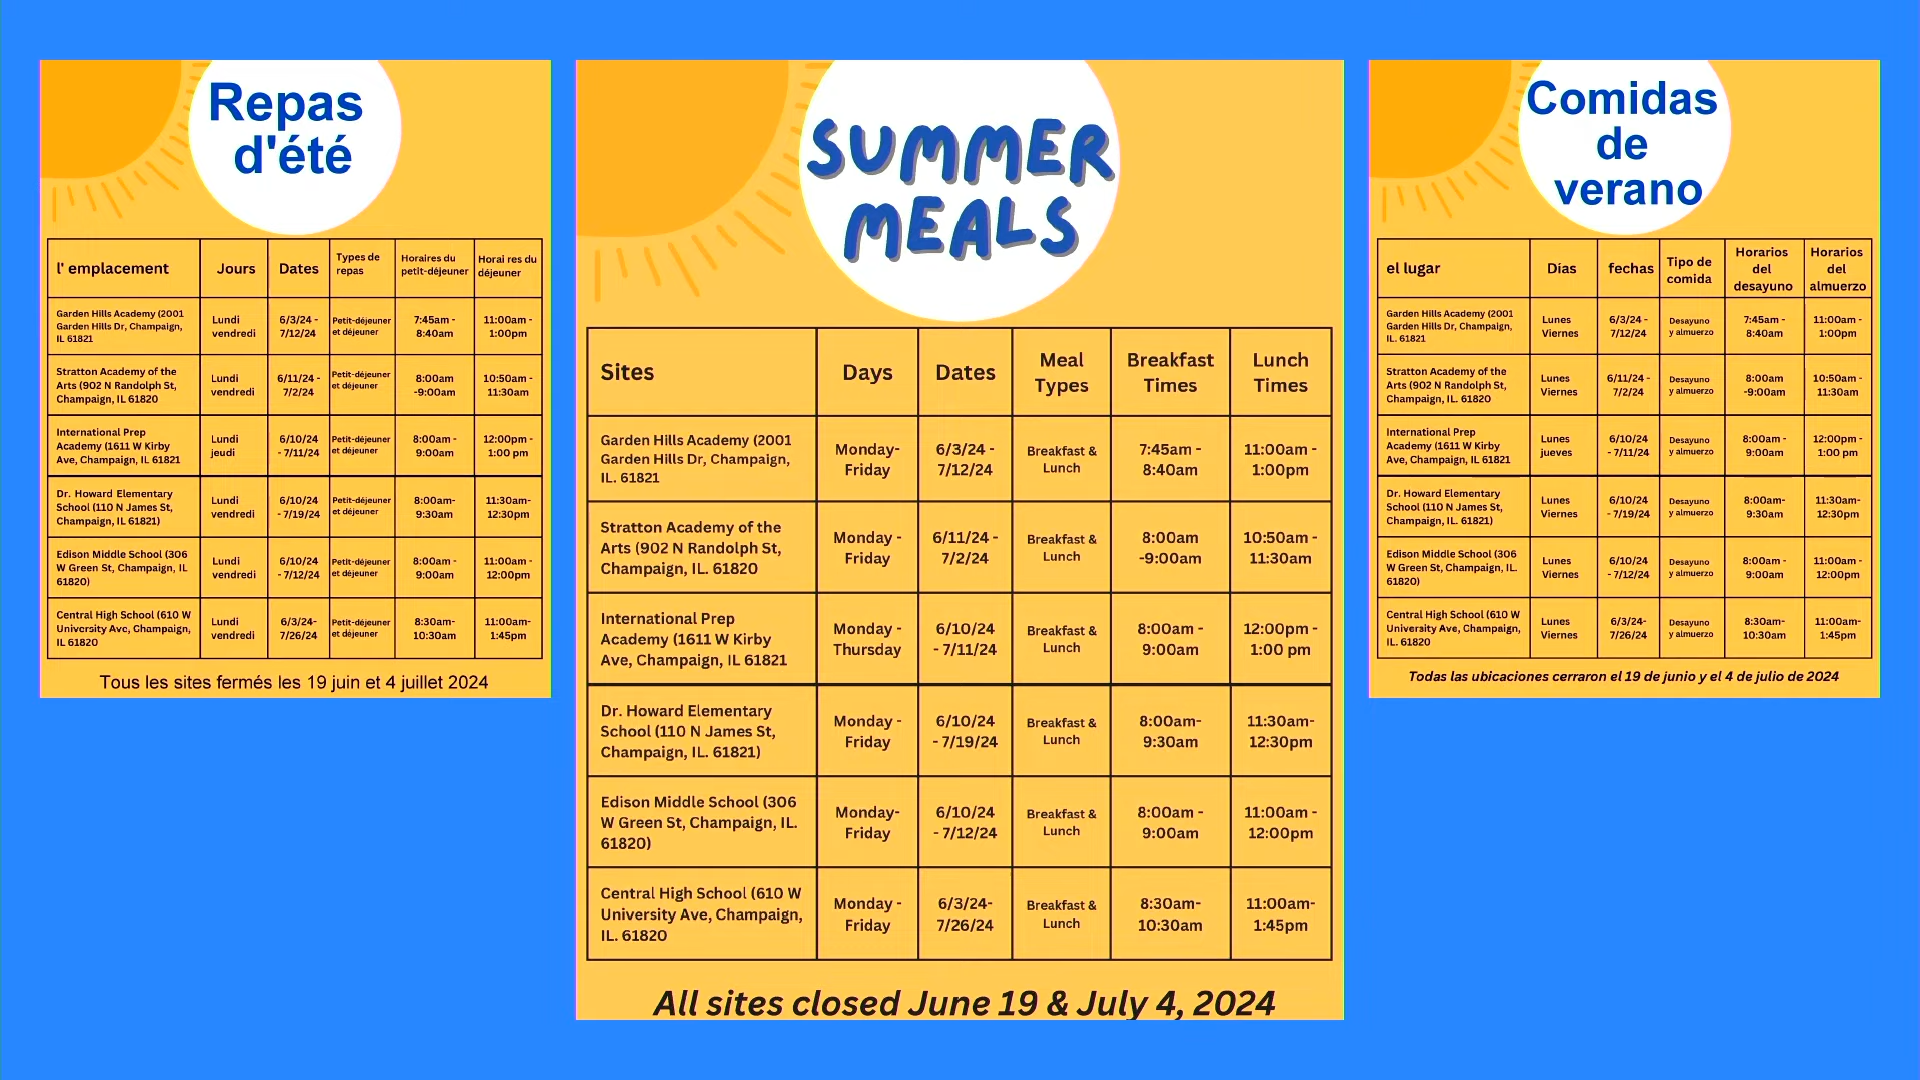 Repas
d'été
l' emplacement
Jours
Dates
Types de
repas
Horaires du
petit-déjeuner
Horai res du
déjeuner
Garden Hills Academy (2001
Garden Hills Dr, Champaign,
IL 61821
Lundi
vendredi
6/3/24 -
7/12/24
Petit-déjeuner
et déjeuner
7:45am -
8:40am
11:00am -
1:00pm
Stratton Academy of the
Arts (902 N Randolph St,
Champaign, IL 61820
Lundi
vendredi
6/11/24 -
7/2/24
Petit-déjeuner
et déjeuner
8:00am
-9:00am
10:50am -
11:30am
International Prep
Academy (1611 W Kirby
Ave, Champaign, IL 61821
Lundi
jeudi
6/10/24
- 7/11/24
Petit-déjeuner
et déjeuner
8:00am -
9:00am
12:00pm -
1:00 pm
Dr. Howard Elementary
School (110 N James St,
Champaign, IL 61821)
Lundi
vendredi
6/10/24
- 7/19/24
Petit-déjeuner
et déjeuner
8:00am-
9:30am
11:30am-
12:30pm
Edison Middle School (306
W Green St, Champaign, IL
61820)
Lundi
vendredi
6/10/24
- 7/12/24
Petit-déjeuner
et déjeuner
8:00am -
9:00am
11:00am -
12:00pm
Central High School (610 W
University Ave, Champaign,
IL 61820
Lundi
vendredi
6/3/24-
7/26/24
Petit-déjeuner
et déjeuner
8:30am-
10:30am
11:00am-
1:45pm
Tous les sites fermés les 19 juin et 4 juillet 2024
SUMMER
MEALS
Sites
Days
Dates
Meal
Types
Breakfast
Times
Lunch
Times
Garden Hills Academy (2001
Garden Hills Dr, Champaign,
IL. 61821
Monday-
Friday
6/3/24 -
7/12/24
Breakfast &
Lunch
7:45am -
8:40am
11:00am -
1:00pm
Stratton Academy of the
Arts (902 N Randolph St,
Champaign, IL. 61820
Monday -
Friday
6/11/24 -
7/2/24
Breakfast &
Lunch
8:00am
-9:00am
10:50am -
11:30am
International Prep
Academy (1611 W Kirby
Ave, Champaign, IL 61821
Monday -
Thursday
6/10/24
- 7/11/24
Breakfast &
Lunch
8:00am -
9:00am
12:00pm -
1:00 pm
Dr. Howard Elementary
School (110 N James St,
Champaign, IL. 61821)
Monday -
Friday
6/10/24
- 7/19/24
Breakfast &
Lunch
8:00am-
9:30am
11:30am-
12:30pm
Edison Middle School (306
W Green St, Champaign, IL.
61820)
Monday-
Friday
6/10/24
- 7/12/24
Breakfast &
Lunch
8:00am -
9:00am
11:00am -
12:00pm
Central High School (610 W
University Ave, Champaign,
IL. 61820
Monday -
Friday
6/3/24-
7/26/24
Breakfast &
Lunch
8:30am-
10:30am
11:00am-
1:45pm
All sites closed June 19 & July 4, 2024
Comidas
de
verano
el lugar
Días
fechas
Tipo de
comida
Horarios
del
desayuno
Horarios
del
almuerzo
Garden Hills Academy (2001
Garden Hills Dr, Champaign,
IL. 61821
Lunes
Viernes
6/3/24 -
7/12/24
Desayuno
y almuerzo
7:45am -
8:40am
11:00am -
1:00pm
Stratton Academy of the
Arts (902 N Randolph St,
Champaign, IL. 61820
Lunes
Viernes
6/11/24 -
7/2/24
Desayuno
y almuerzo
8:00am
-9:00am
10:50am -
11:30am
International Prep
Academy (1611 W Kirby
Ave, Champaign, IL 61821
Lunes
jueves
6/10/24
- 7/11/24
Desayuno
y almuerzo
8:00am -
9:00am
12:00pm -
1:00 pm
Dr. Howard Elementary
School (110 N James St,
Champaign, IL. 61821)
Lunes
Viernes
6/10/24
- 7/19/24
Desayuno
y almuerzo
8:00am-
9:30am
11:30am-
12:30pm
Edison Middle School (306
W Green St, Champaign, IL.
61820)
Lunes
Viernes
6/10/24
- 7/12/24
Desayuno
y almuerzo
8:00am -
9:00am
11:00am -
12:00pm
Central High School (610 W
University Ave, Champaign,
IL. 61820
Lunes
Viernes
6/3/24-
7/26/24
Desayuno
y almuerzo
8:30am-
10:30am
11:00am-
1:45pm
Todas las ubicaciones cerraron el 19 de junio y el 4 de julio de 2024